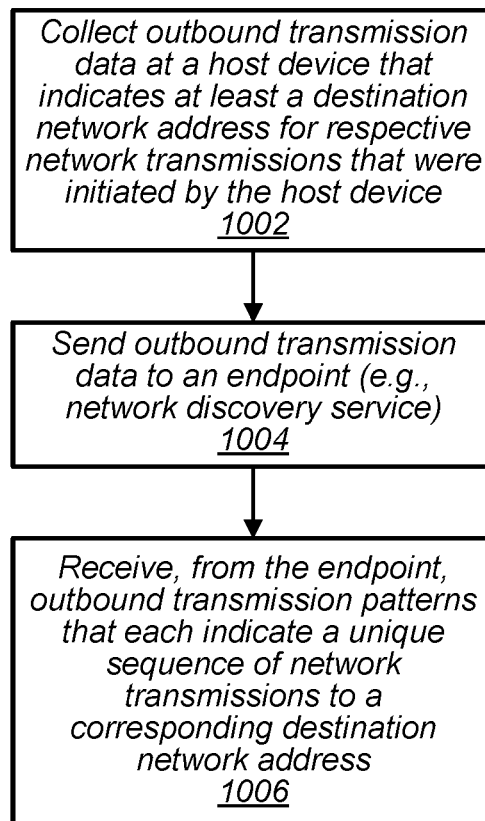 Collect outbound transmission
data at a host device that
indicates at least a destination
network address for respective
network transmissions that were
initiated by the host device
1002
Send outbound transmission
data to an endpoint (e.g.,
network discovery service)
1004
Receive, from the endpoint,
outbound transmission patterns
that each indicate a unique
sequence of network
transmissions to a
corresponding destination
network address
1006